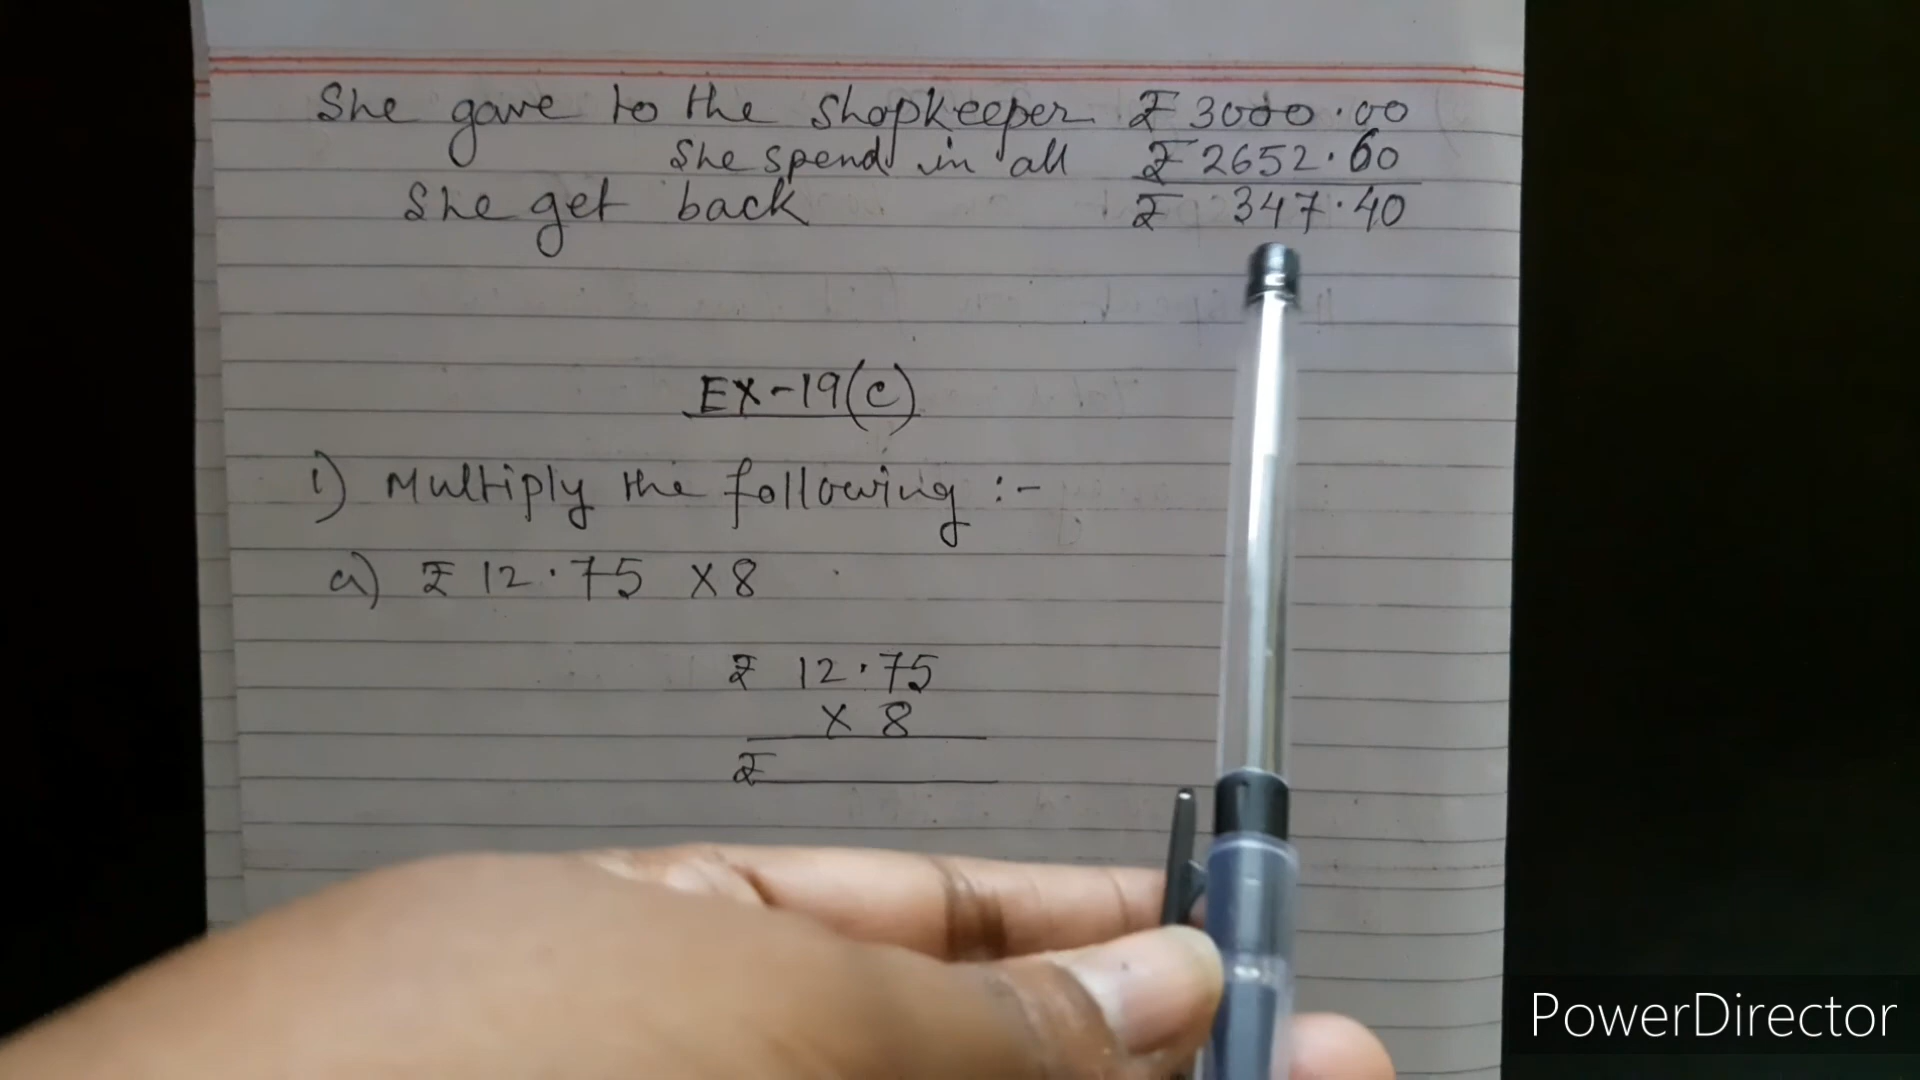 She gave to the shopkeeper ₹ 3000.00
She spend in all ₹ 2652.60
She get back ₹ 347.40
EX-19(c)
1) Multiply the following :-
a) ₹ 12.75 x 8
₹ 12.75
x 8
₹
PowerDirector